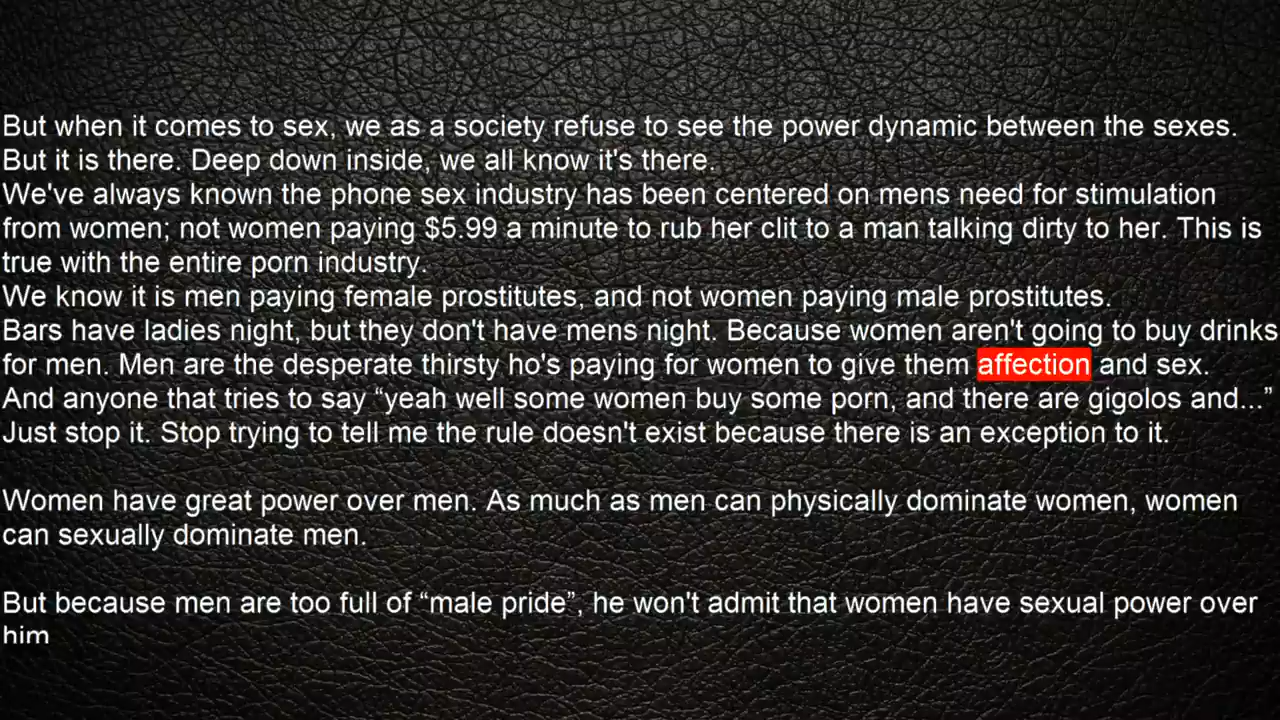 But when it comes to sex, we as a society refuse to see the power dynamic between the sexes.
But it is there. Deep down inside, we all know it's there.
We've always known the phone sex industry has been centered on mens need for stimulation
from women; not women paying $5.99 a minute to rub her clit to a man talking dirty to her. This is
true with the entire porn industry.
We know it is men paying female prostitutes, and not women paying male prostitutes.
Bars have ladies night, but they don't have mens night. Because women aren't going to buy drinks
for men. Men are the desperate thirsty ho's paying for women to give them affection and sex.
And anyone that tries to say “yeah well some women buy some porn, and there are gigolos and...”
Just stop it. Stop trying to tell me the rule doesn't exist because there is an exception to it.
Women have great power over men. As much as men can physically dominate women, women
can sexually dominate men.
But because men are too full of “male pride”, he won't admit that women have sexual power over
him